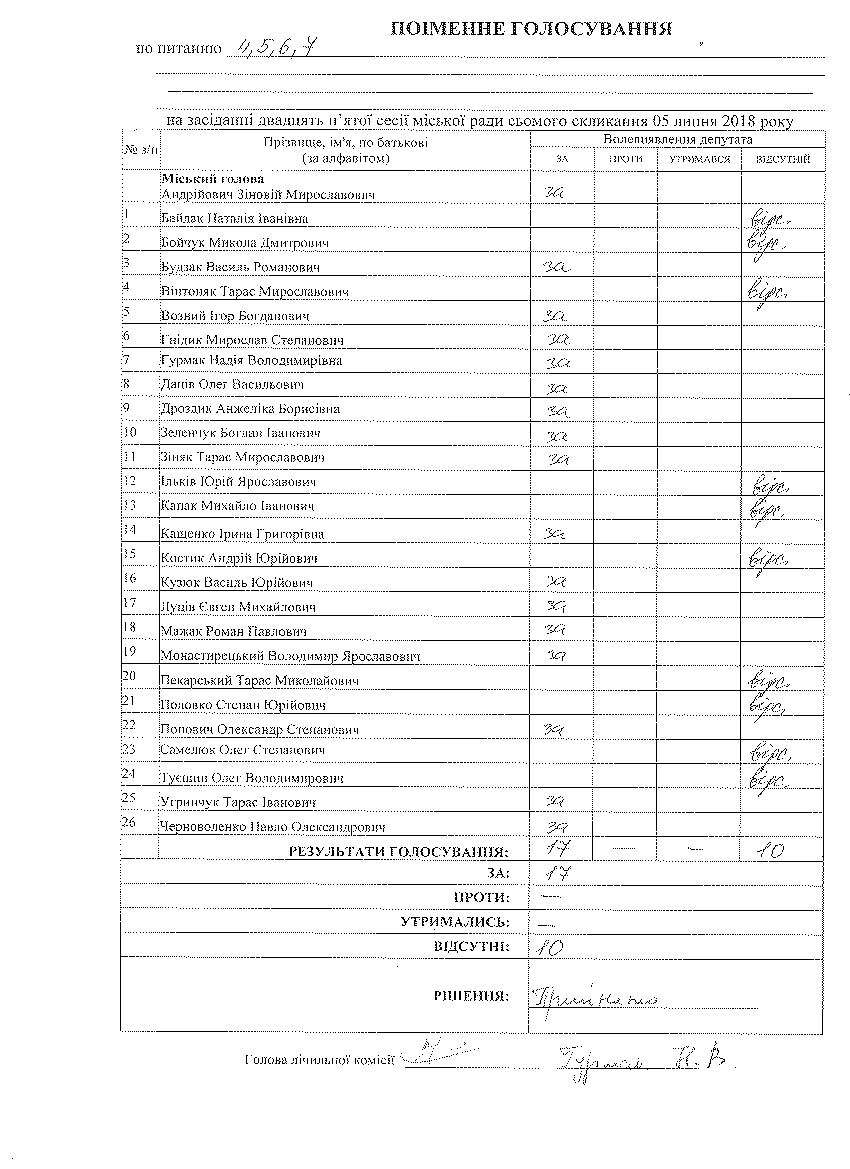 ПОІМЕННЕ ГОЛОСУВАННЯ
по питанню 4,5,6,7
на засіданні двадцять п'ятої сесії міської ради сьомого скликання 05 липня 2018 року
№ з/п Прізвище, ім'я, по батькові (за алфавітом) Волевиявлення депутата
ЗА ПРОТИ УТРИМАВСЯ ВІДСУТНІЙ
Міський голова
Андрійович Зіновій Мирославович за
1 Байдак Наталія Іванівна відс.
2 Бойчук Микола Дмитрович відс.
3 Будзак Василь Романович за
4 Вінтоняк Тарас Мирославович відс.
5 Возний Ігор Богданович за
6 Гнідик Мирослав Степанович за
7 Гурмак Надія Володимирівна за
8 Даців Олег Васильович за
9 Дроздик Анжеліка Борисівна за
10 Зеленчук Богдан Іванович за
11 Зіняк Тарас Мирославович за
12 Ільків Юрій Ярославович відс.
13 Капак Михайло Іванович відс.
14 Кащенко Ірина Григорівна за
15 Костик Андрій Юрійович відс.
16 Кузюк Василь Юрійович за
17 Луців Євген Михайлович за
18 Мажак Роман Павлович за
19 Монастирецький Володимир Ярославович за
20 Пекарський Тарас Миколайович відс.
21 Поповко Степан Юрійович відс.
22 Попович Олександр Степанович за
23 Самелюк Олег Степанович відс.
24 Туєшин Олег Володимирович відс.
25 Угринчук Тарас Іванович за
26 Черноволенко Павло Олександрович за
РЕЗУЛЬТАТИ ГОЛОСУВАННЯ: 17 — — 10
ЗА: 17
ПРОТИ: —
УТРИМАЛИСЬ: —
ВІДСУТНІ: 10
РІШЕННЯ: Прийнято
Голова лічильної комісії Гурмак Н. В